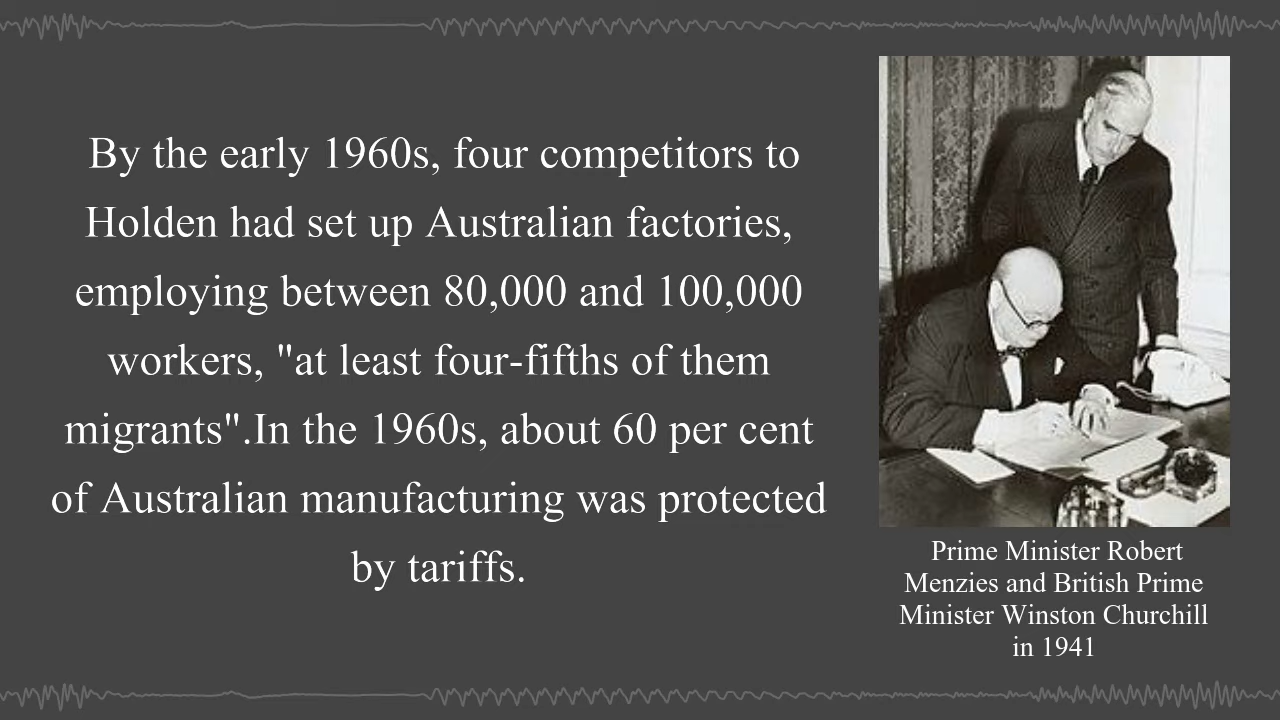 By the early 1960s, four competitors to
Holden had set up Australian factories,
employing between 80,000 and 100,000
workers, "at least four-fifths of them
migrants".In the 1960s, about 60 per cent
of Australian manufacturing was protected
by tariffs.
Prime Minister Robert
Menzies and British Prime
Minister Winston Churchill
in 1941